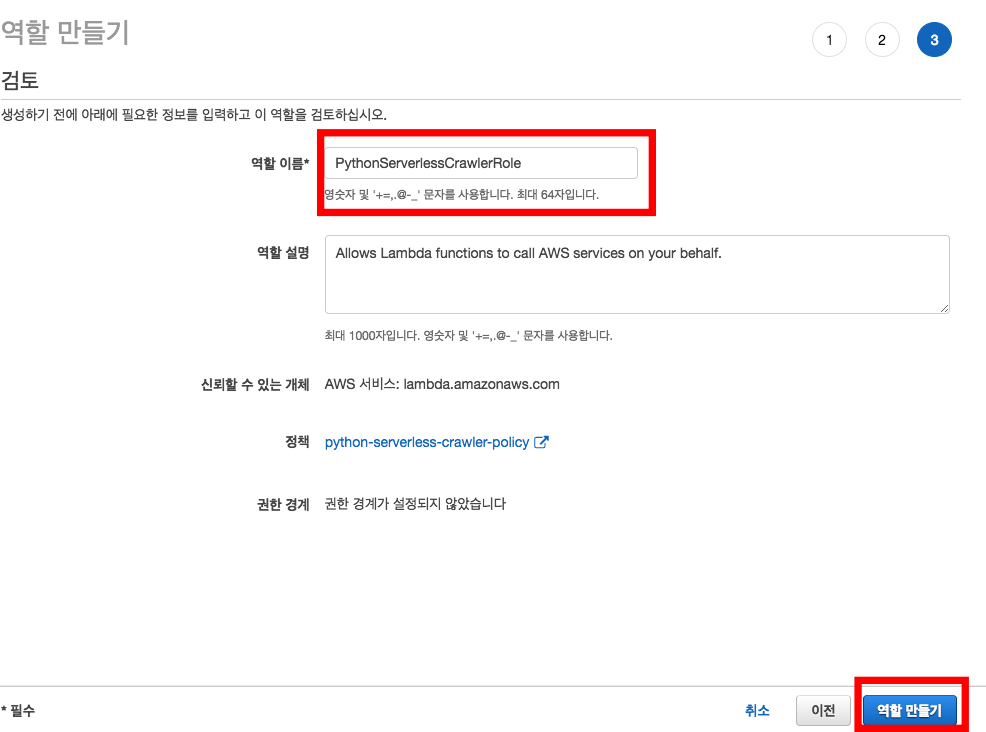 역할 만들기
1 2 3
검토
생성하기 전에 아래에 필요한 정보를 입력하고 이 역할을 검토하십시오.
역할 이름* PythonServerlessCrawlerRole
영숫자 및 '+=,.@-_' 문자를 사용합니다. 최대 64자입니다.
역할 설명 Allows Lambda functions to call AWS services on your behalf.
최대 1000자입니다. 영숫자 및 '+=,.@-_' 문자를 사용합니다.
신뢰할 수 있는 개체 AWS 서비스: lambda.amazonaws.com
정책 python-serverless-crawler-policy
권한 경계 권한 경계가 설정되지 않았습니다
* 필수 취소 이전 역할 만들기